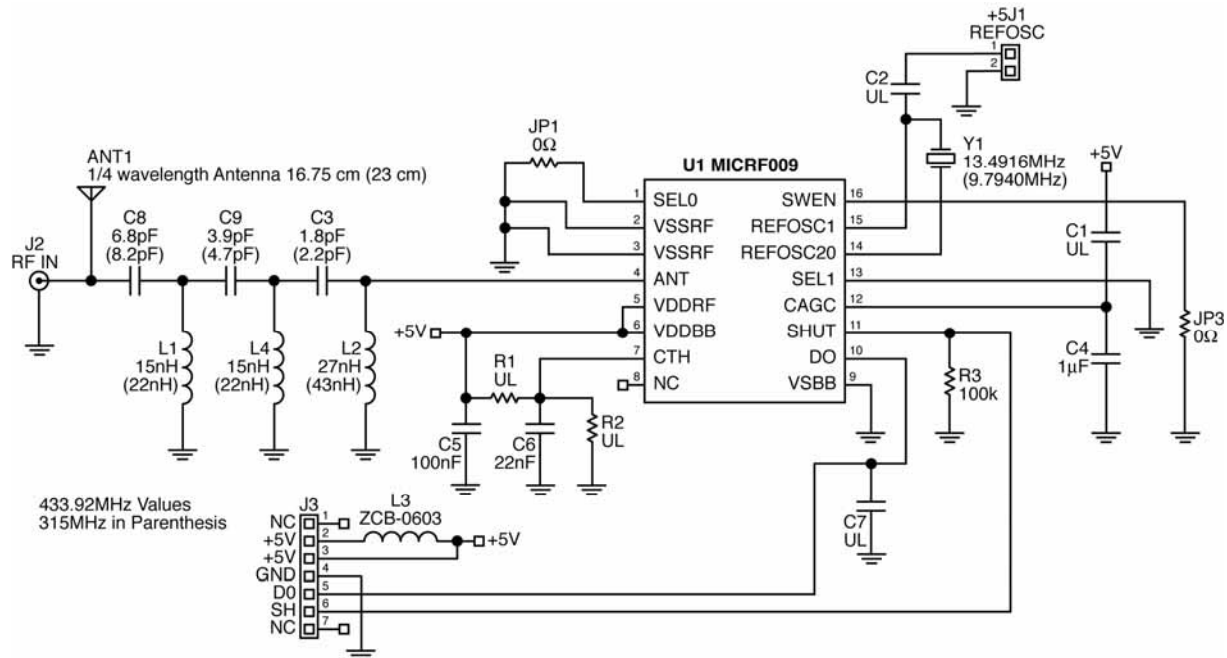 +5J1
REFOSC
1
2
C2
UL
Y1
13.4916MHz
(9.7940MHz)
JP1
0Ω
U1 MICRF009
+5V
ANT1
1/4 wavelength Antenna 16.75 cm (23 cm)
J2
RF IN
C8
6.8pF
(8.2pF)
C9
3.9pF
(4.7pF)
C3
1.8pF
(2.2pF)
1 SEL0
2 VSSRF
3 VSSRF
4 ANT
5 VDDRF
6 VDDBB
7 CTH
8 NC
SWEN 16
REFOSC1 15
REFOSC20 14
SEL1 13
CAGC 12
SHUT 11
DO 10
VSBB 9
C1
UL
JP3
0Ω
C4
1µF
R3
100k
L1
15nH
(22nH)
L4
15nH
(22nH)
L2
27nH
(43nH)
+5V
R1
UL
R2
UL
C5
100nF
C6
22nF
C7
UL
433.92MHz Values
315MHz in Parenthesis
J3
L3
ZCB-0603
+5V
NC 1
+5V 2
+5V 3
GND 4
D0 5
SH 6
NC 7